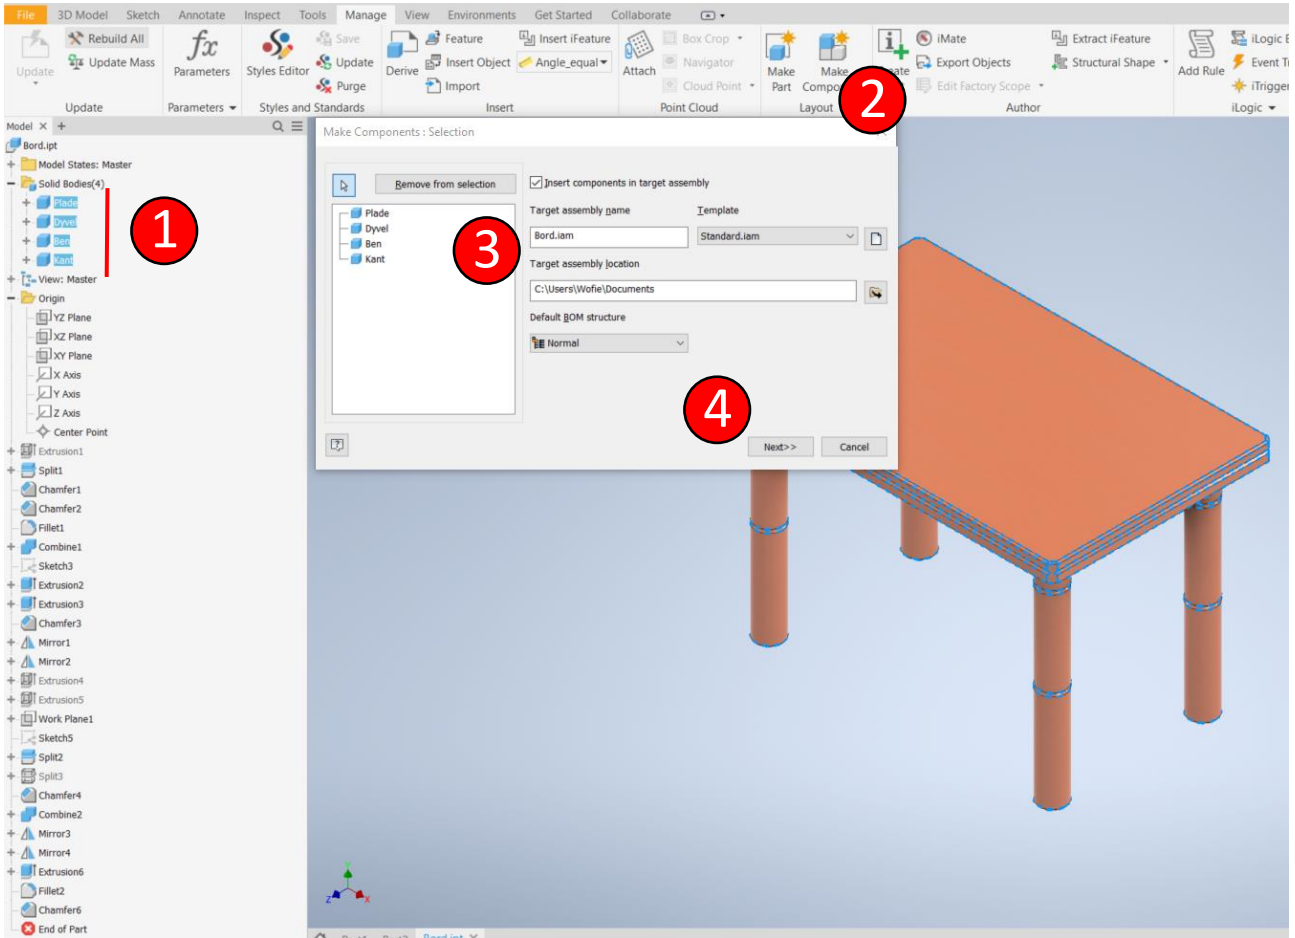 File 3D Model Sketch Annotate Inspect Tools Manage View Environments Get Started Collaborate
Rebuild All Save Feature Insert iFeature Box Crop iMate Extract iFeature
Update Update Mass Parameters Styles Editor Update Derive Insert Object Angle_equal Attach Navigator Make Part Make Export Objects Structural Shape Add Rule
Purge Import Cloud Point Edit Factory Scope iTrigger
Update Parameters Styles and Standards Insert Point Cloud Layout Author iLogic
2
Model × +
Bord.ipt
Model States: Master
Solid Bodies(4)
Plade
Dyvel
Ben
Kant
1
View: Master
Origin
YZ Plane
XZ Plane
XY Plane
X Axis
Y Axis
Z Axis
Center Point
Extrusion1
Split1
Chamfer1
Chamfer2
Fillet1
Combine1
Sketch3
Extrusion2
Extrusion3
Chamfer3
Mirror1
Mirror2
Extrusion4
Extrusion5
Work Plane1
Sketch5
Split2
Split3
Chamfer4
Combine2
Mirror3
Mirror4
Extrusion6
Fillet2
Chamfer6
End of Part
Make Components : Selection
Remove from selection
Plade
Dyvel
Ben
Kant
3
Insert components in target assembly
Target assembly name Template
Bord.iam Standard.iam
Target assembly location
C:\Users\Wofie\Documents
Default BOM structure
Normal
4
Next>> Cancel
Y
Z X
Bord.ipt